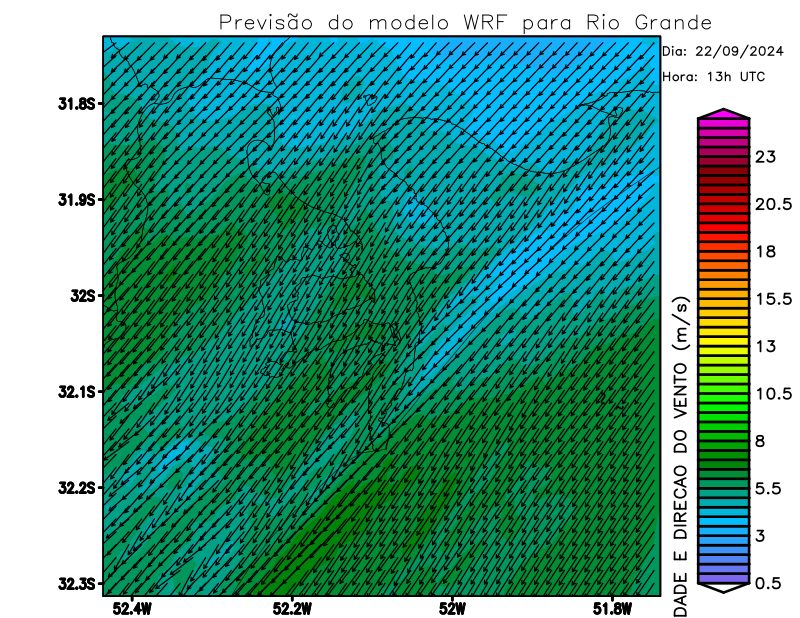 Previsão do modelo WRF para Rio Grande
Dia: 22/09/2024
Hora: 13h UTC
31.8S
31.9S
32S
32.1S
32.2S
32.3S
52.4W
52.2W
52W
51.8W
23
20.5
18
15.5
13
10.5
8
5.5
3
0.5
DADE E DIRECAO DO VENTO (m/s)